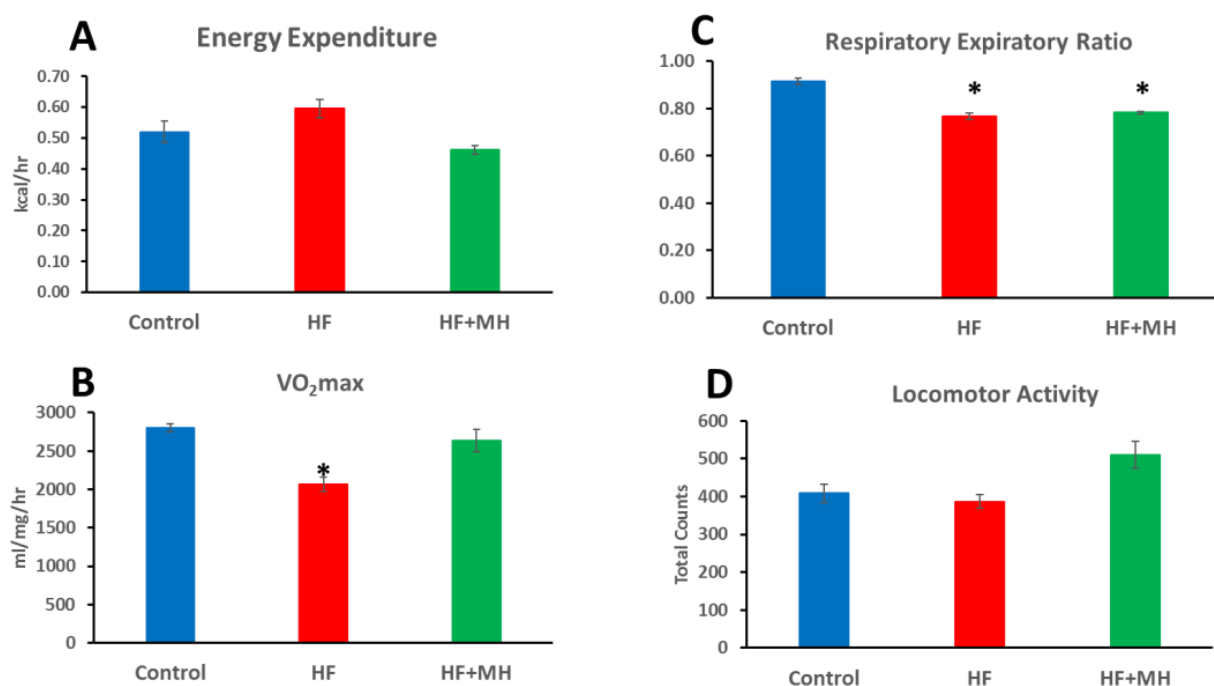 A
Energy Expenditure
kcal/hr
0.70
0.60
0.50
0.40
0.30
0.20
0.10
0.00
Control HF HF+MH
B
VO₂max
ml/mg/hr
3000
2500
2000
1500
1000
500
0
*
Control HF HF+MH
C
Respiratory Expiratory Ratio
1.00
0.80
0.60
0.40
0.20
0.00
* *
Control HF HF+MH
D
Locomotor Activity
Total Counts
600
500
400
300
200
100
0
Control HF HF+MH